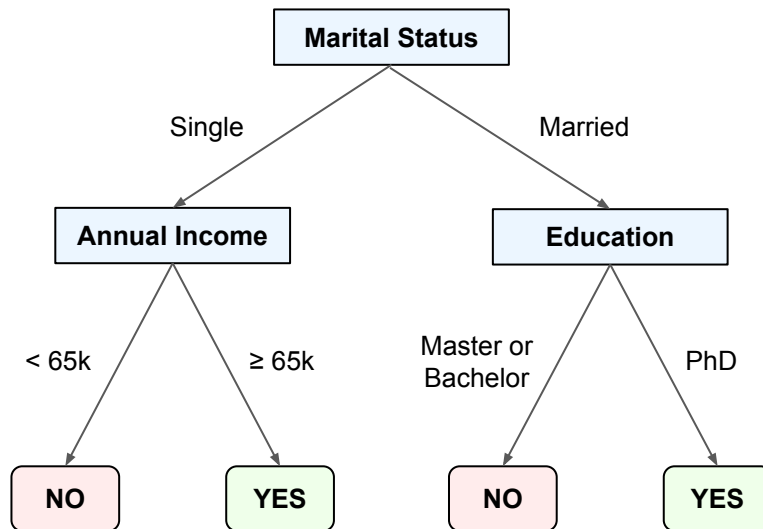 Marital Status
Single
Married
Annual Income
Education
< 65k
≥ 65k
Master or
Bachelor
PhD
NO
YES
NO
YES